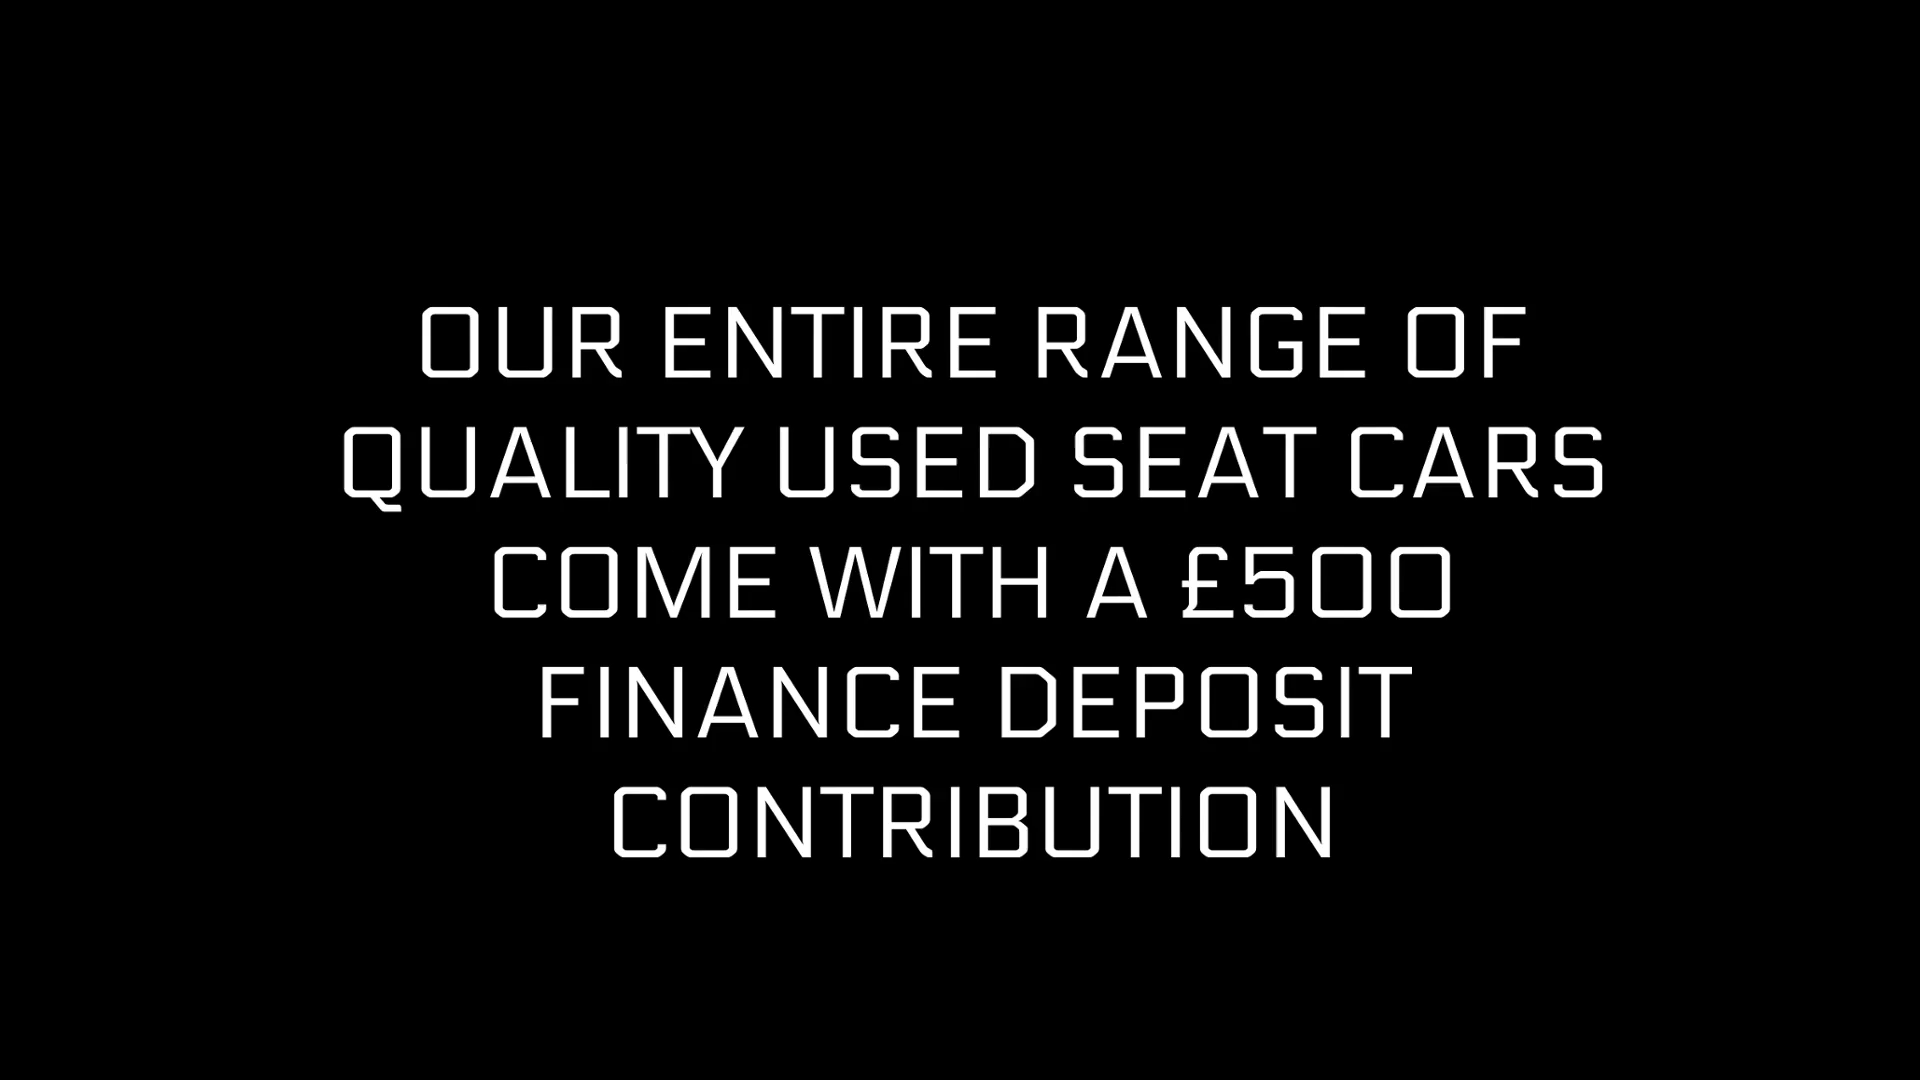 OUR ENTIRE RANGE OF
QUALITY USED SEAT CARS
COME WITH A £500
FINANCE DEPOSIT
CONTRIBUTION